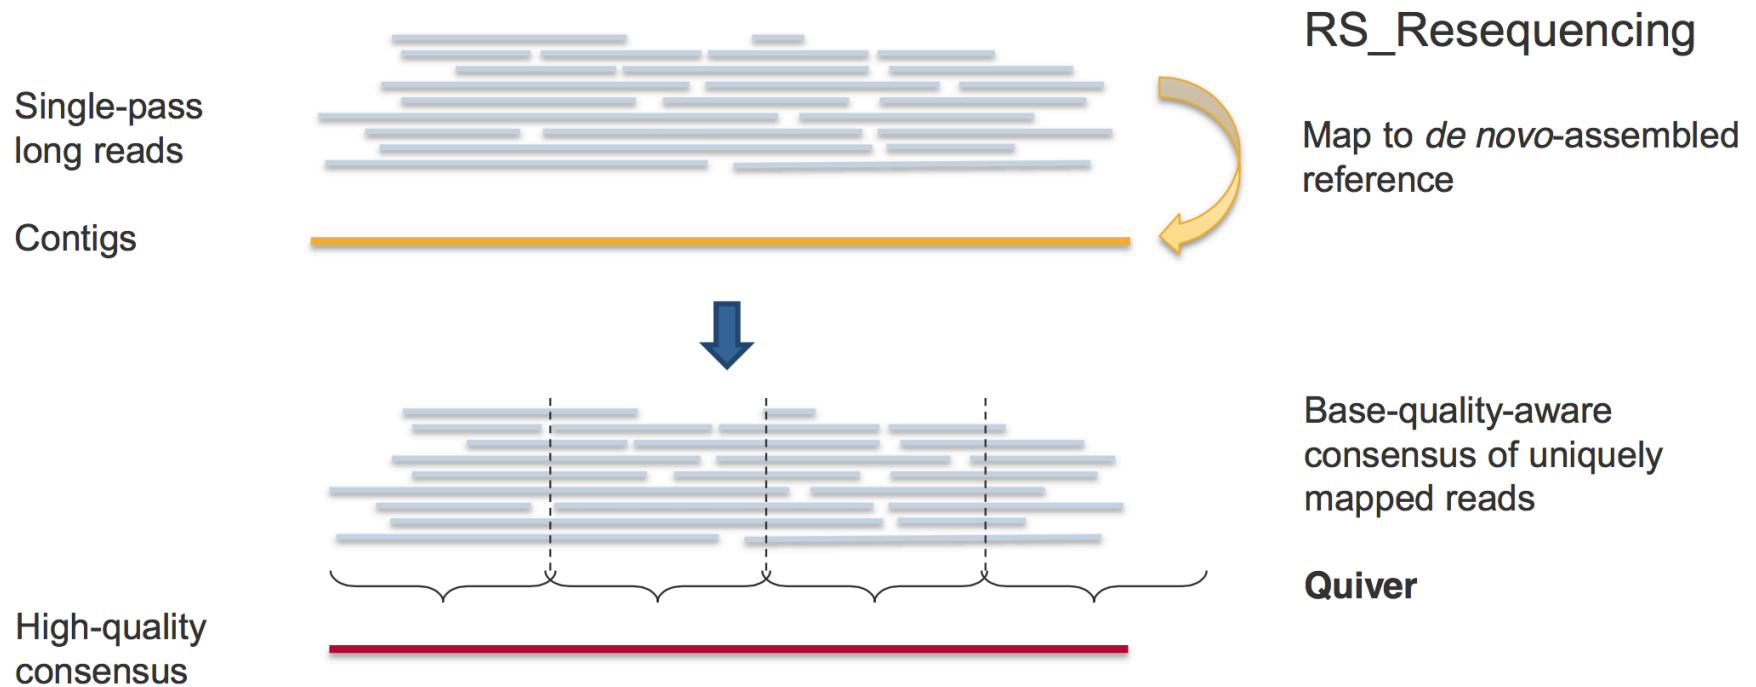 RS_Resequencing
Single-pass
long reads
Map to de novo-assembled
reference
Contigs
Base-quality-aware
consensus of uniquely
mapped reads
Quiver
High-quality
consensus